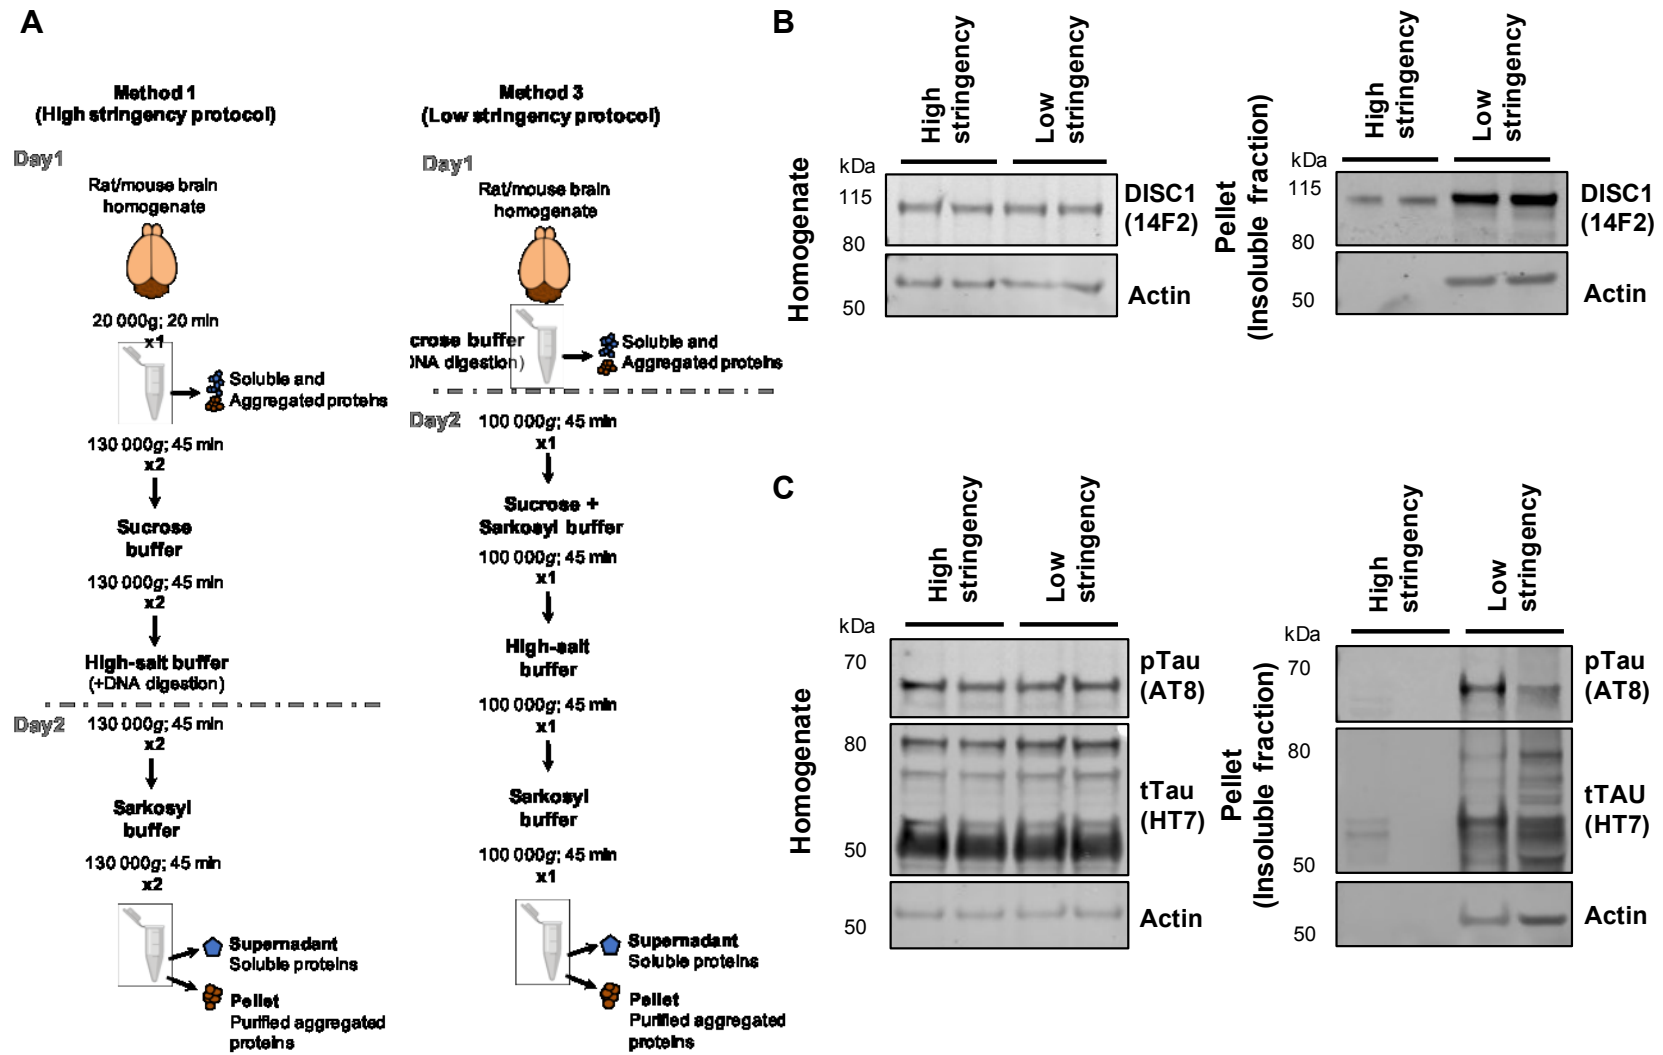 A
Method 1
(High stringency protocol)
Day1
Rat/mouse brain
homogenate
20 000g; 20 min
x1
Soluble and
Aggregated proteins
130 000g; 45 min
x2
Sucrose
buffer
130 000g; 45 min
x2
High-salt buffer
(+DNA digestion)
Day2
130 000g; 45 min
x2
Sarkosyl
buffer
130 000g; 45 min
x2
Supernadant
Soluble proteins
Pellet
Purified aggregated
proteins
Method 3
(Low stringency protocol)
Day1
Rat/mouse brain
homogenate
crose buffer
DNA digestion)
Soluble and
Aggregated proteins
Day2
100 000g; 45 min
x1
Sucrose +
Sarkosyl buffer
100 000g; 45 min
x1
High-salt
buffer
100 000g; 45 min
x1
Sarkosyl
buffer
100 000g; 45 min
x1
Supernadant
Soluble proteins
Pellet
Purified aggregated
proteins
B
High
stringency
Low
stringency
Homogenate
kDa
115
80
50
DISC1
(14F2)
Actin
High
stringency
Low
stringency
Pellet
(Insoluble fraction)
kDa
115
80
50
DISC1
(14F2)
Actin
C
High
stringency
Low
stringency
Homogenate
kDa
70
80
50
50
pTau
(AT8)
tTau
(HT7)
Actin
High
stringency
Low
stringency
Pellet
(Insoluble fraction)
kDa
70
80
50
50
pTau
(AT8)
tTAU
(HT7)
Actin